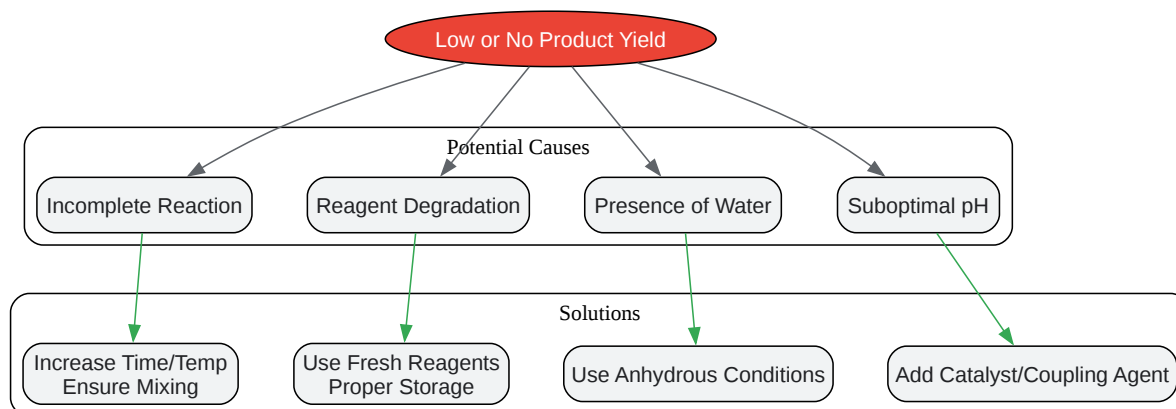 Low or No Product Yield
Potential Causes
Incomplete Reaction
Reagent Degradation
Presence of Water
Suboptimal pH
Solutions
Increase Time/Temp
Ensure Mixing
Use Fresh Reagents
Proper Storage
Use Anhydrous Conditions
Add Catalyst/Coupling Agent